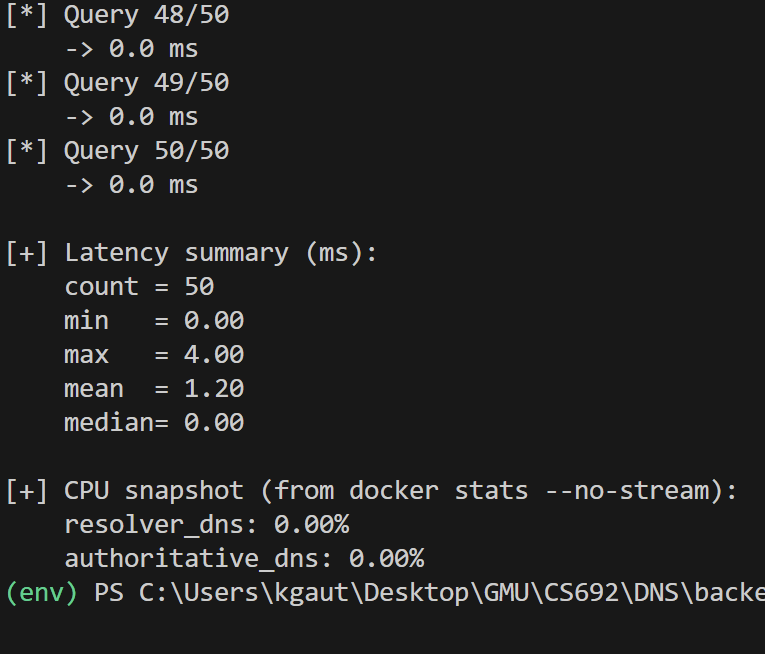 [*] Query 48/50
    -> 0.0 ms
[*] Query 49/50
    -> 0.0 ms
[*] Query 50/50
    -> 0.0 ms
[+] Latency summary (ms):
    count = 50
    min   = 0.00
    max   = 4.00
    mean  = 1.20
    median= 0.00
[+] CPU snapshot (from docker stats --no-stream):
    resolver_dns: 0.00%
    authoritative_dns: 0.00%
(env) PS C:\Users\kgaut\Desktop\GMU\CS692\DNS\backe